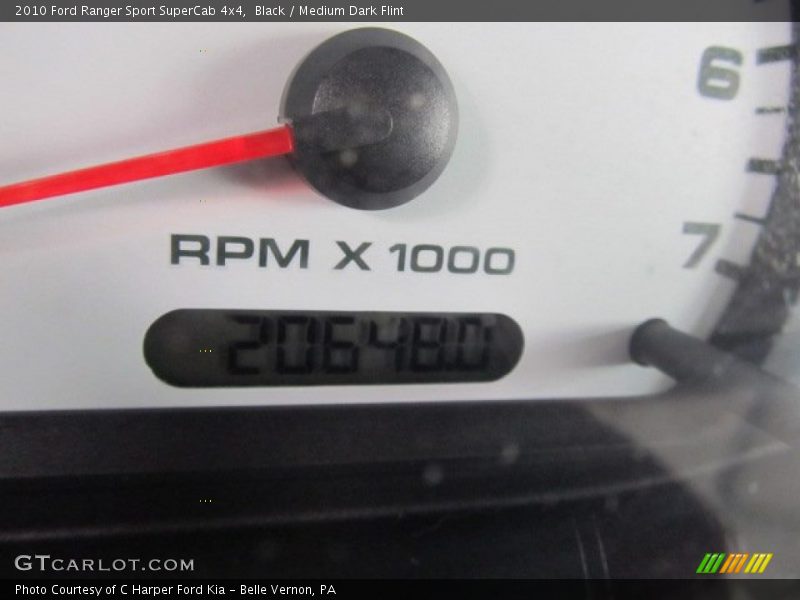 2010 Ford Ranger Sport SuperCab 4x4,  Black / Medium Dark Flint
6
7
RPM X 1000
206480
GTCARLOT.COM
Photo Courtesy of C Harper Ford Kia - Belle Vernon, PA